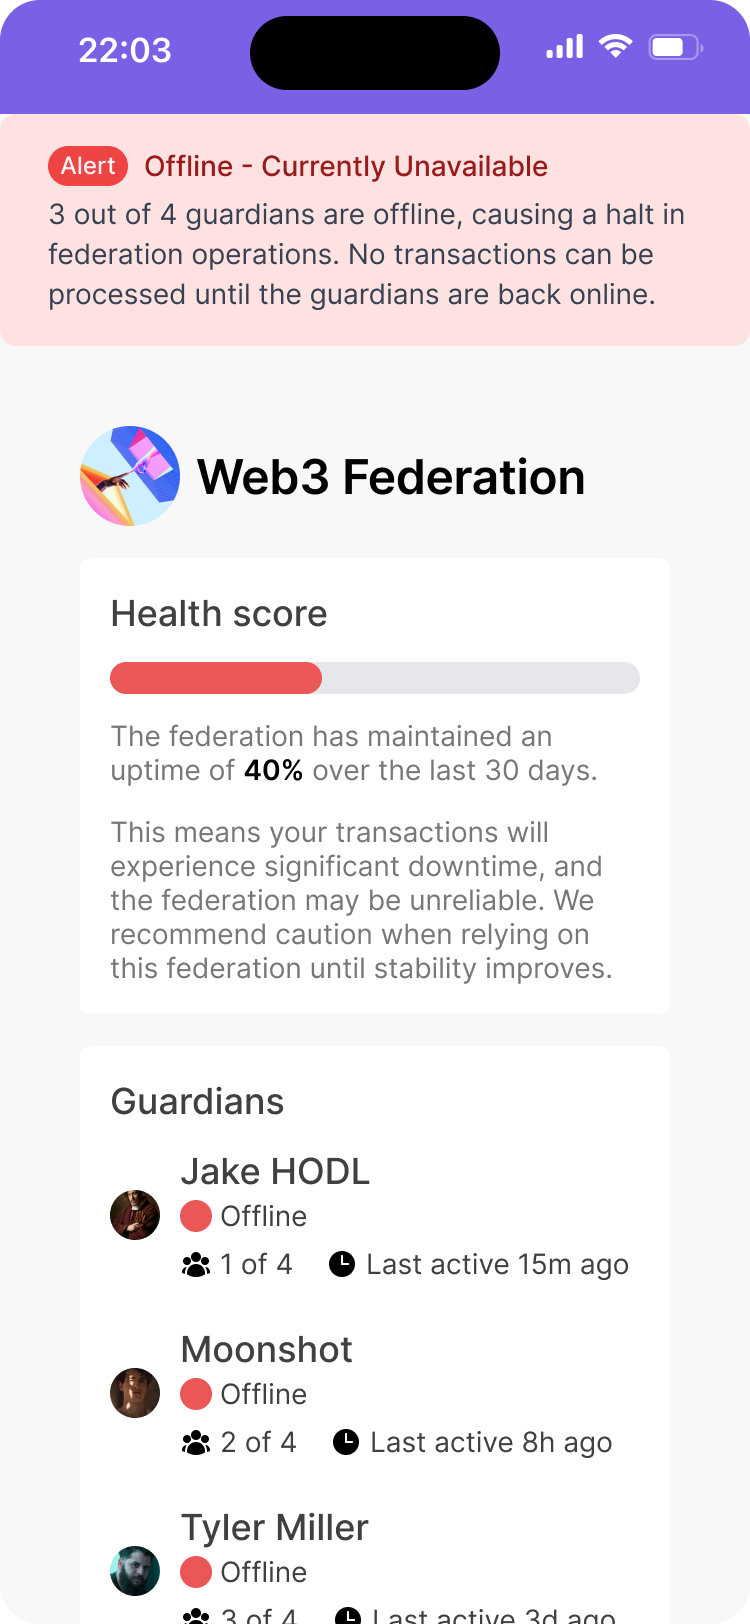 22:03
Alert Offline - Currently Unavailable
3 out of 4 guardians are offline, causing a halt in
federation operations. No transactions can be
processed until the guardians are back online.
Web3 Federation
Health score
The federation has maintained an
uptime of 40% over the last 30 days.
This means your transactions will
experience significant downtime, and
the federation may be unreliable. We
recommend caution when relying on
this federation until stability improves.
Guardians
Jake HODL
Offline
1 of 4 Last active 15m ago
Moonshot
Offline
2 of 4 Last active 8h ago
Tyler Miller
Offline
3 of 4 Last active 3d ago